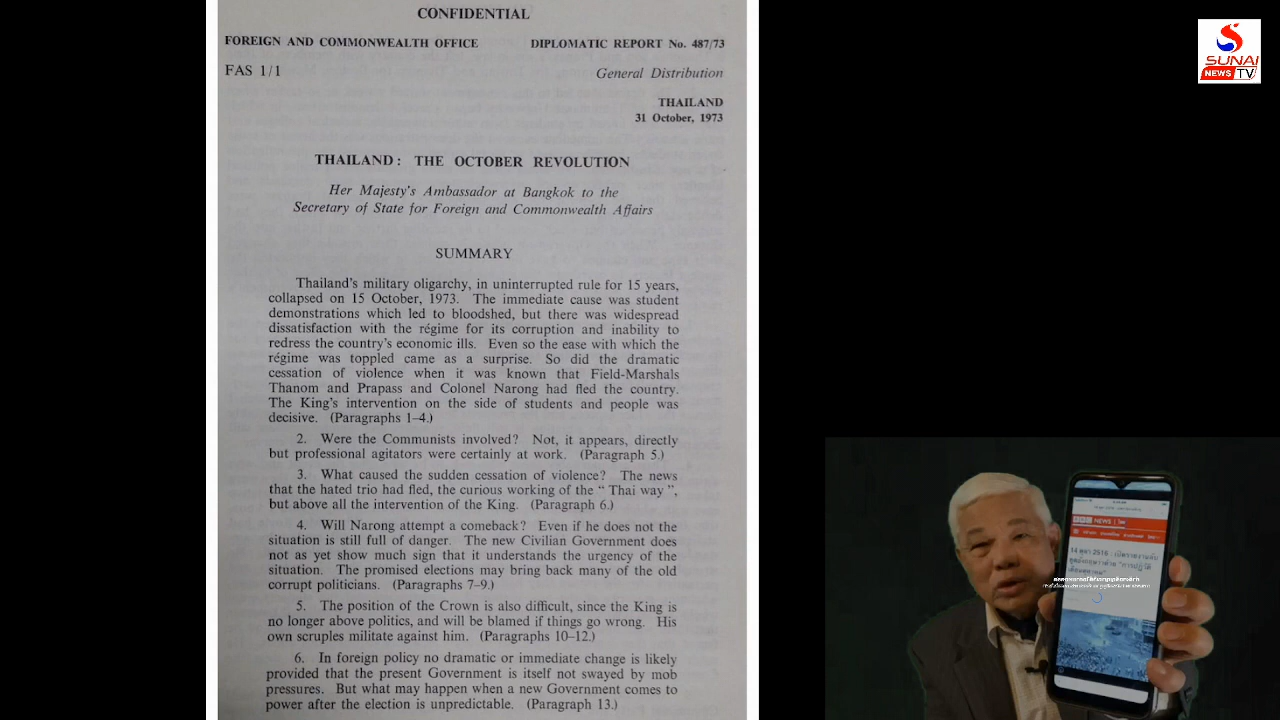 CONFIDENTIAL
FOREIGN AND COMMONWEALTH OFFICE DIPLOMATIC REPORT No. 487/73
FAS 1/1 General Distribution
THAILAND
31 October, 1973
THAILAND: THE OCTOBER REVOLUTION
Her Majesty's Ambassador at Bangkok to the
Secretary of State for Foreign and Commonwealth Affairs
SUMMARY
Thailand's military oligarchy, in uninterrupted rule for 15 years,
collapsed on 15 October, 1973. The immediate cause was student
demonstrations which led to bloodshed, but there was widespread
dissatisfaction with the régime for its corruption and inability to
redress the country's economic ills. Even so the ease with which the
régime was toppled came as a surprise. So did the dramatic
cessation of violence when it was known that Field-Marshals
Thanom and Prapass and Colonel Narong had fled the country.
The King's intervention on the side of students and people was
decisive. (Paragraphs 1–4.)
2. Were the Communists involved? Not, it appears, directly
but professional agitators were certainly at work. (Paragraph 5.)
3. What caused the sudden cessation of violence? The news
that the hated trio had fled, the curious working of the “ Thai way ”,
but above all the intervention of the King. (Paragraph 6.)
4. Will Narong attempt a comeback? Even if he does not the
situation is still full of danger. The new Civilian Government does
not as yet show much sign that it understands the urgency of the
situation. The promised elections may bring back many of the old
corrupt politicians. (Paragraphs 7–9.)
5. The position of the Crown is also difficult, since the King is
no longer above politics, and will be blamed if things go wrong. His
own scruples militate against him. (Paragraphs 10–12.)
6. In foreign policy no dramatic or immediate change is likely
provided that the present Government is itself not swayed by mob
pressures. But what may happen when a new Government comes to
power after the election is unpredictable. (Paragraph 13.)
SUNAI
NEWS TV
NEWS
14 ตุลา 2516